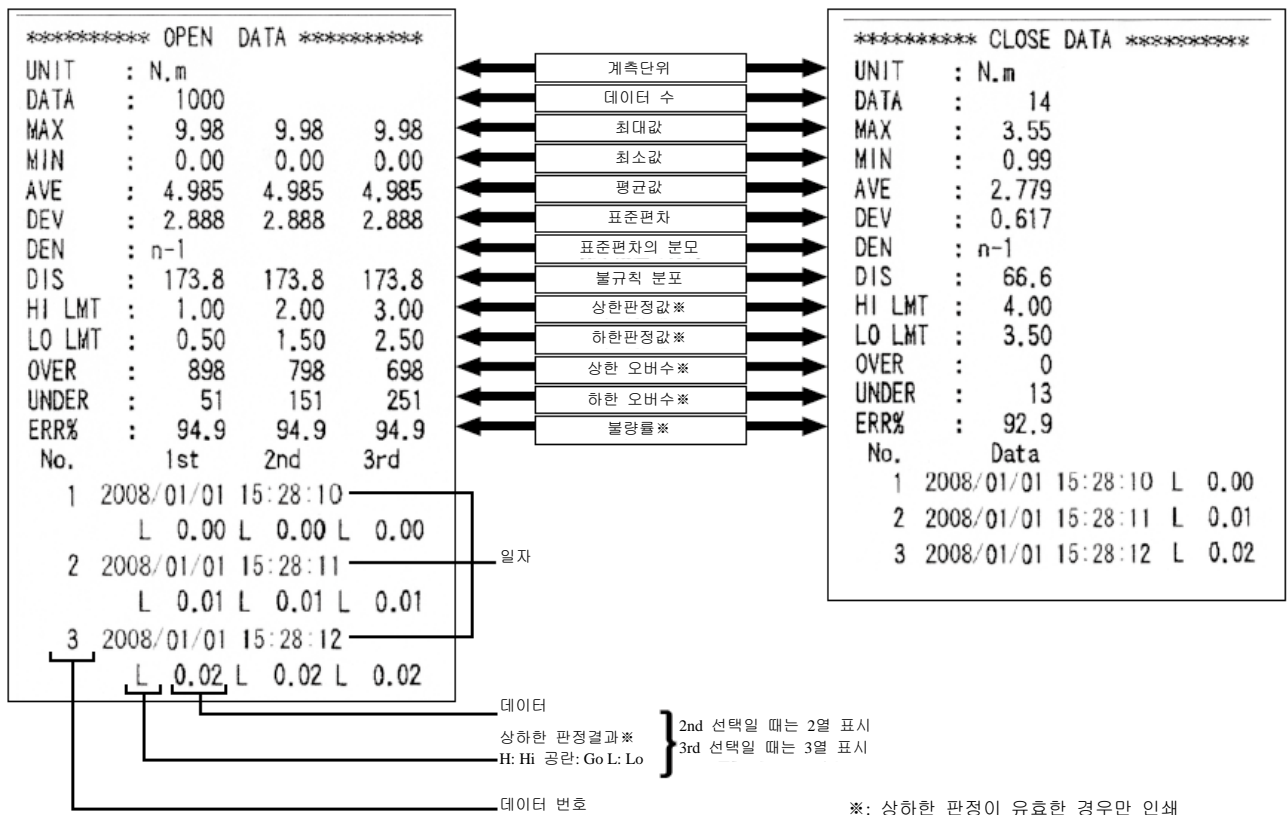 ********** OPEN DATA **********
UNIT : N.m
DATA : 1000
MAX : 9.98 9.98 9.98
MIN : 0.00 0.00 0.00
AVE : 4.985 4.985 4.985
DEV : 2.888 2.888 2.888
DEN : n-1
DIS : 173.8 173.8 173.8
HI LMT : 1.00 2.00 3.00
LO LMT : 0.50 1.50 2.50
OVER : 898 798 698
UNDER : 51 151 251
ERR% : 94.9 94.9 94.9
No. 1st 2nd 3rd
1 2008/01/01 15:28:10
L 0.00 L 0.00 L 0.00
2 2008/01/01 15:28:11
L 0.01 L 0.01 L 0.01
3 2008/01/01 15:28:12
L 0.02 L 0.02 L 0.02
계측단위
데이터 수
최대값
최소값
평균값
표준편차
표준편차의 분모
불규칙 분포
상한판정값※
하한판정값※
상한 오버수※
하한 오버수※
불량률※
일자
데이터
상하한 판정결과※
H: Hi 공란: Go L: Lo
2nd 선택일 때는 2열 표시
3rd 선택일 때는 3열 표시
데이터 번호
********** CLOSE DATA **********
UNIT : N.m
DATA : 14
MAX : 3.55
MIN : 0.99
AVE : 2.779
DEV : 0.617
DEN : n-1
DIS : 66.6
HI LMT : 4.00
LO LMT : 3.50
OVER : 0
UNDER : 13
ERR% : 92.9
No. Data
1 2008/01/01 15:28:10 L 0.00
2 2008/01/01 15:28:11 L 0.01
3 2008/01/01 15:28:12 L 0.02
※: 상하한 판정이 유효한 경우만 인쇄